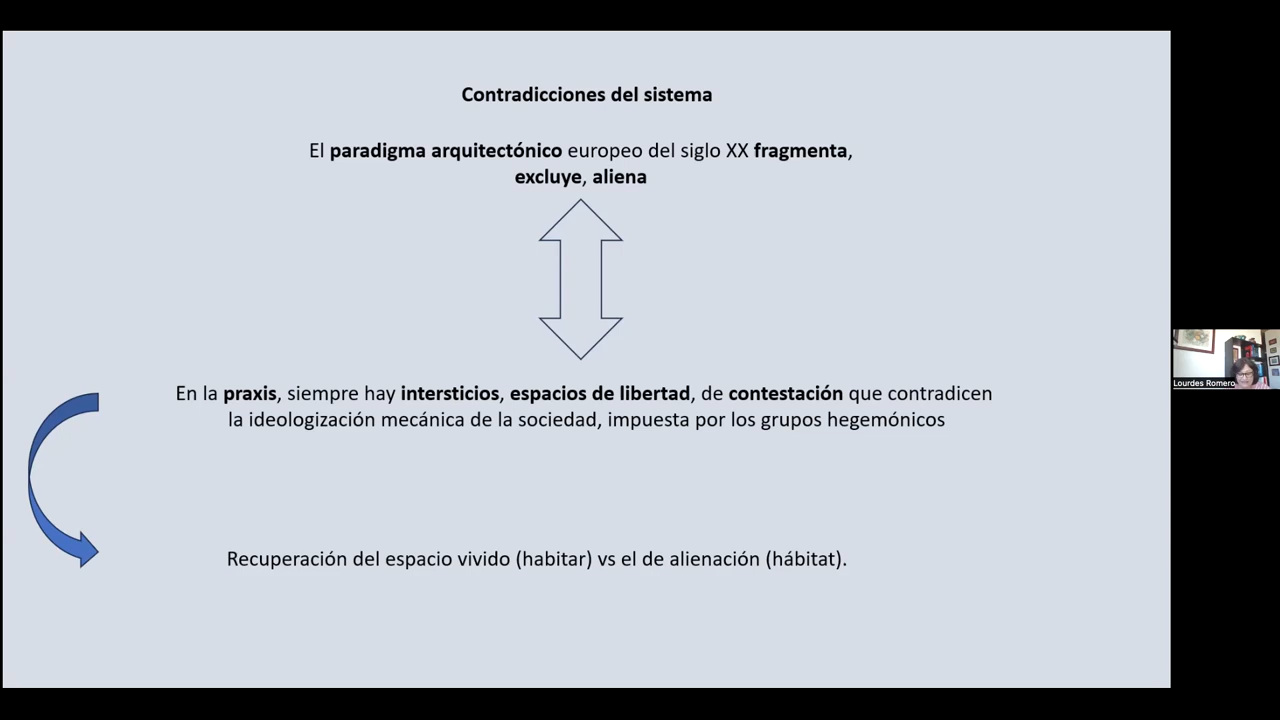 Contradicciones del sistema
El paradigma arquitectónico europeo del siglo XX fragmenta,
excluye, aliena
En la praxis, siempre hay intersticios, espacios de libertad, de contestación que contradicen
la ideologización mecánica de la sociedad, impuesta por los grupos hegemónicos
Recuperación del espacio vivido (habitar) vs el de alienación (hábitat).
Lourdes Romero